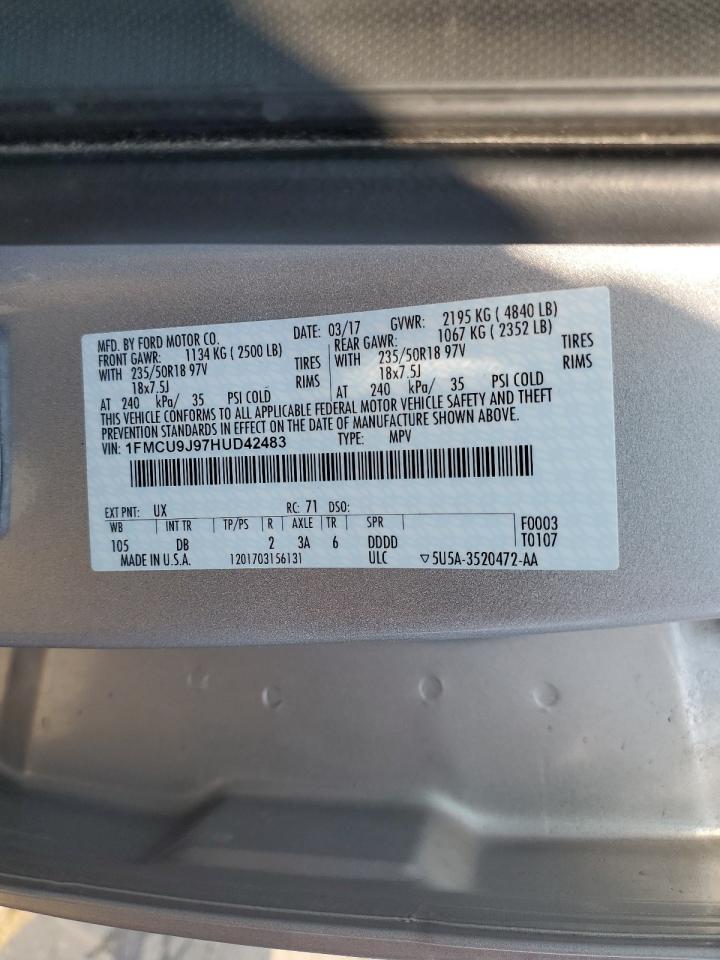 MFD. BY FORD MOTOR CO. DATE: 03/17 GVWR: 2195 KG ( 4840 LB)
FRONT GAWR: 1134 KG ( 2500 LB) REAR GAWR: 1067 KG ( 2352 LB)
WITH 235/50R18 97V TIRES WITH 235/50R18 97V TIRES
18x7.5J RIMS 18x7.5J RIMS
AT 240 kPa/ 35 PSI COLD AT 240 kPa/ 35 PSI COLD
THIS VEHICLE CONFORMS TO ALL APPLICABLE FEDERAL MOTOR VEHICLE SAFETY AND THEFT
PREVENTION STANDARDS IN EFFECT ON THE DATE OF MANUFACTURE SHOWN ABOVE.
VIN: 1FMCU9J97HUD42483 TYPE: MPV
EXT PNT: UX RC: 71 DSO:
WB INT TR TP/PS R AXLE TR SPR F0003
105 DB 2 3A 6 DDDD T0107
MADE IN U.S.A. 1201703156131 ULC ▽5U5A-3520472-AA